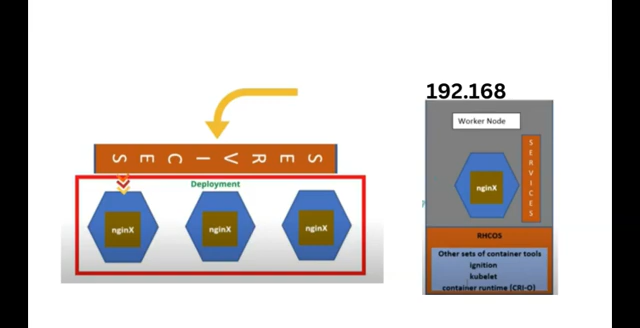 192.168
Worker Node
SERVICES
Deployment
nginX
nginX
nginX
nginX
SERVICES
RHCOS
Other sets of container tools
ignition
kubelet
container runtime (CRI-O)